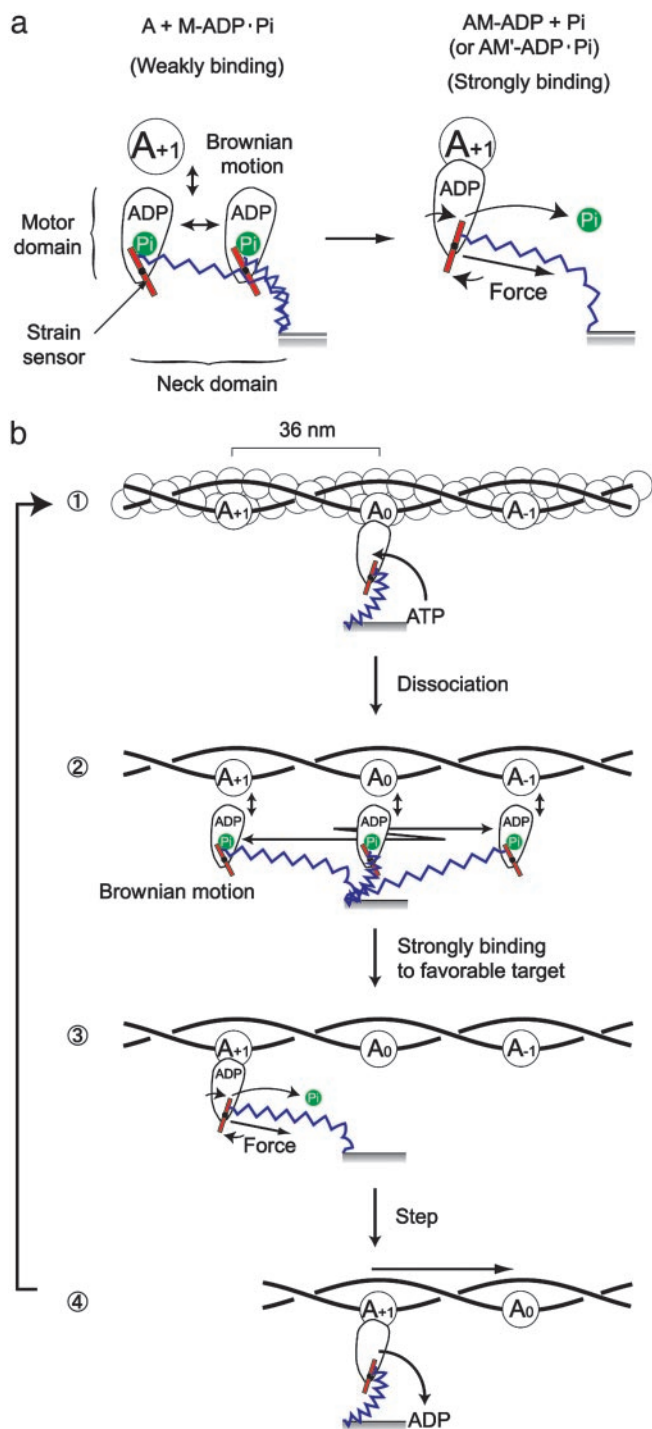 a
A + M-ADP·Pi
(Weakly binding)
AM-ADP + Pi
(or AM'-ADP·Pi)
(Strongly binding)
A+1
Brownian
motion
A+1
ADP
ADP
ADP
Pi
Pi
Pi
Motor
domain
Force
Strain
sensor
Neck domain
b
36 nm
①
A+1
A0
A-1
ATP
Dissociation
②
A+1
A0
A-1
ADP
ADP
ADP
Pi
Pi
Pi
Brownian motion
Strongly binding
to favorable target
③
A+1
A0
A-1
ADP
Pi
Force
Step
④
A+1
A0
ADP